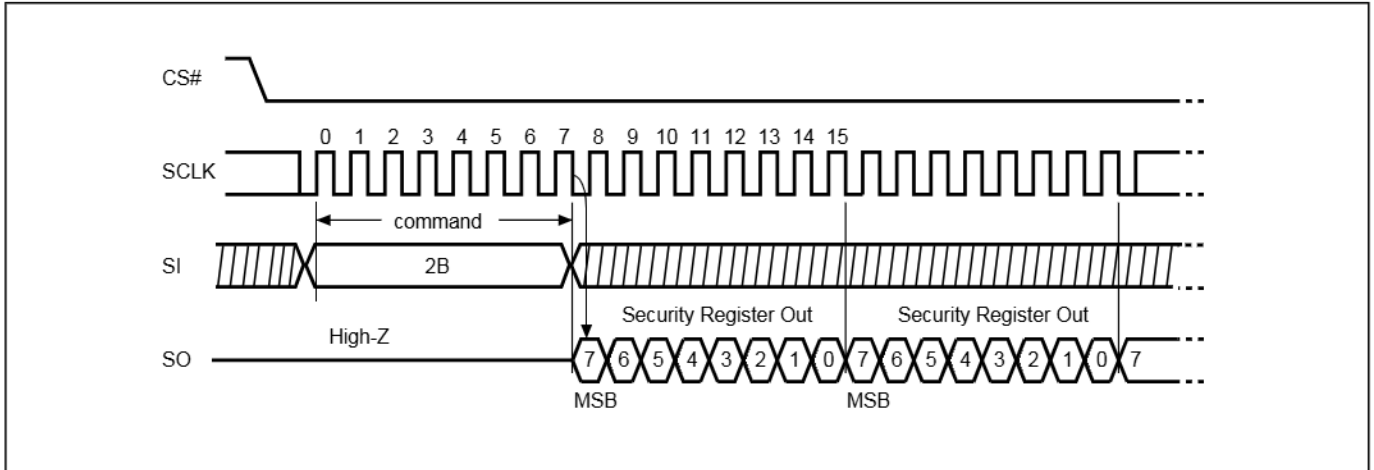 CS#
0 1 2 3 4 5 6 7 8 9 10 11 12 13 14 15
SCLK
command
SI
2B
Security Register Out Security Register Out
High-Z
SO
7 6 5 4 3 2 1 0 7 6 5 4 3 2 1 0 7
MSB MSB